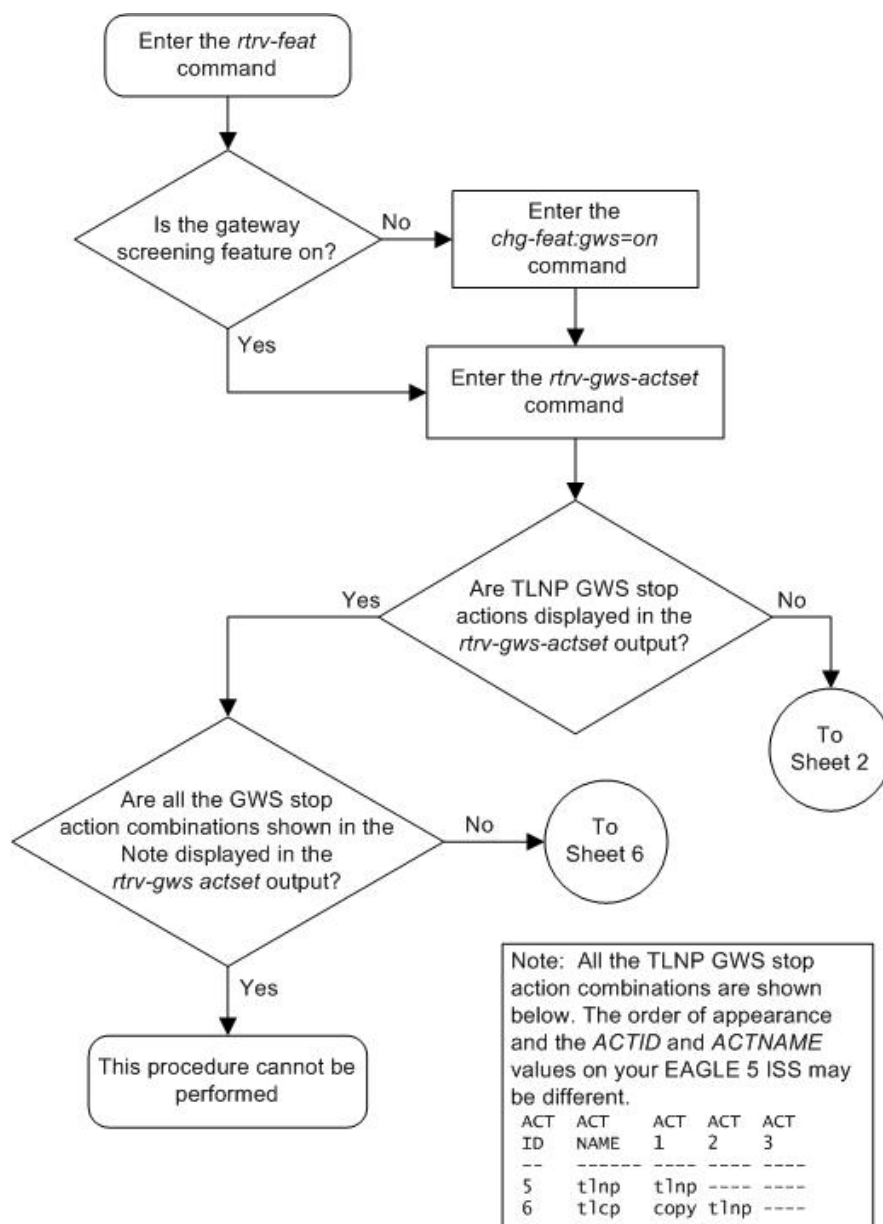 Enter the rtrv-feat
command
Is the gateway
screening feature on?
No
Enter the
chg-feat:gws=on
command
Yes
Enter the rtrv-gws-actset
command
Are TLNP GWS stop
actions displayed in the
rtrv-gws-actset output?
Yes
No
To
Sheet 2
Are all the GWS stop
action combinations shown in the
Note displayed in the
rtrv-gws actset output?
No
To
Sheet 6
Yes
This procedure cannot be
performed
Note: All the TLNP GWS stop
action combinations are shown
below. The order of appearance
and the ACTID and ACTNAME
values on your EAGLE 5 ISS may
be different.
ACT ACT ACT ACT ACT
ID NAME 1 2 3
-- ------ ---- ---- ----
5 tlnp tlnp ---- ----
6 tlcp copy tlnp ----